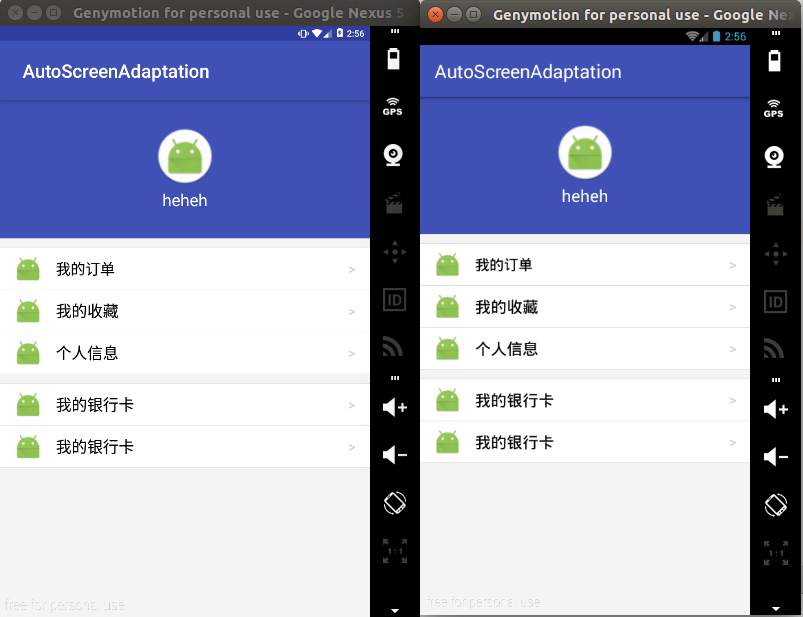 Genymotion for personal use - Google Nexus 5 -
2:56
AutoScreenAdaptation
heheh
我的订单 >
我的收藏 >
个人信息 >
我的银行卡 >
我的银行卡 >
free for personal use
GPS
ID
1:1
Genymotion for personal use - Google Nex
2:56
AutoScreenAdaptation
heheh
我的订单 >
我的收藏 >
个人信息 >
我的银行卡 >
我的银行卡 >
free for personal use
GPS
ID
1:1